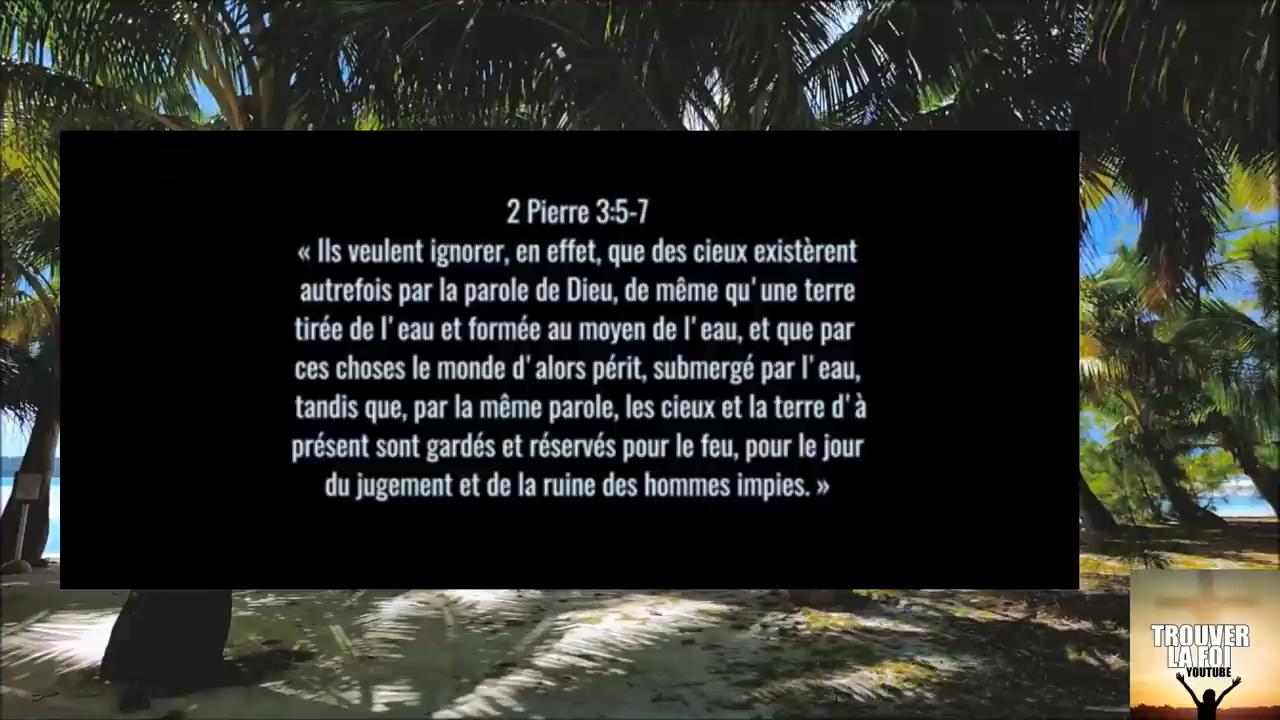 2 Pierre 3:5-7
« Ils veulent ignorer, en effet, que des cieux existèrent
autrefois par la parole de Dieu, de même qu'une terre
tirée de l'eau et formée au moyen de l'eau, et que par
ces choses le monde d'alors périt, submergé par l'eau,
tandis que, par la même parole, les cieux et la terre d'à
présent sont gardés et réservés pour le feu, pour le jour
du jugement et de la ruine des hommes impies. »
TROUVER
LA FOI
YOUTUBE